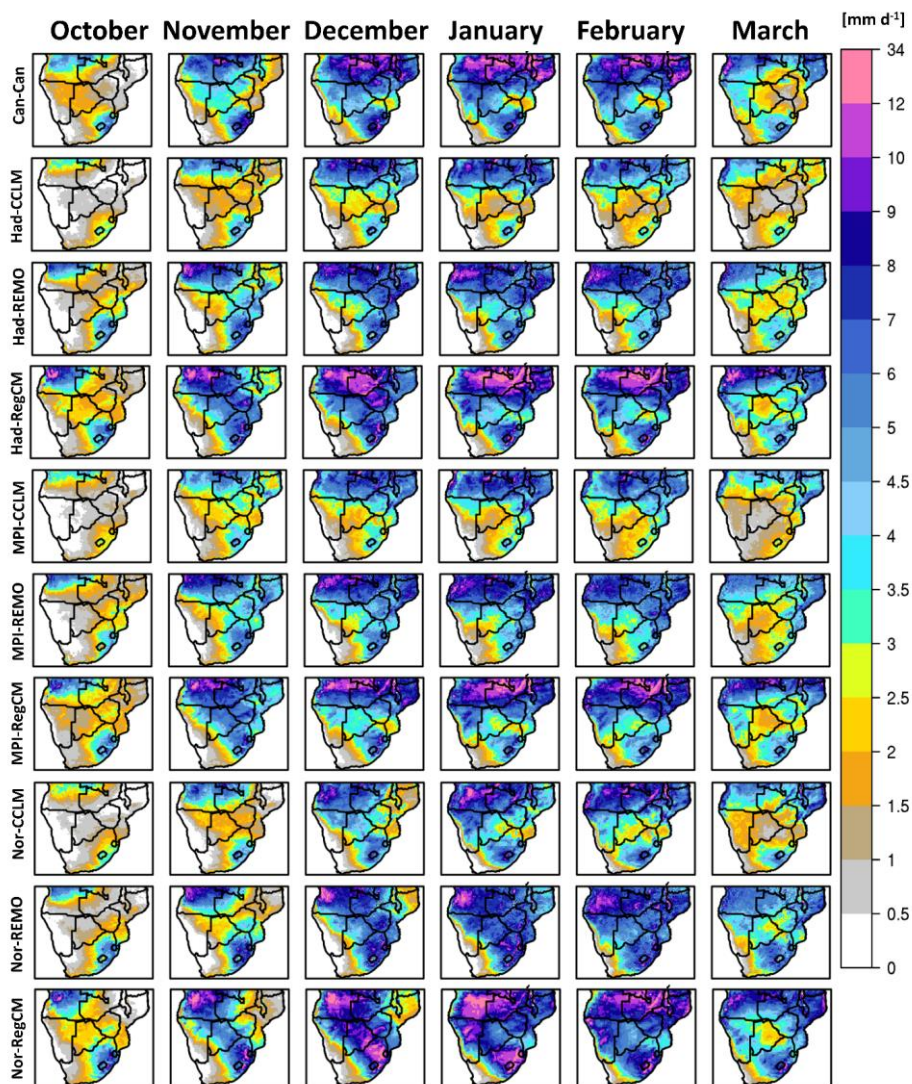 October November December January February March [mm d⁻¹]
34
Can-Can
12
10
Had-CCLM
9
8
Had-REMO
7
6
Had-RegCM
5
4.5
MPI-CCLM
4
3.5
MPI-REMO
3
2.5
MPI-RegCM
2
1.5
Nor-CCLM
1
0.5
Nor-REMO
0
Nor-RegCM